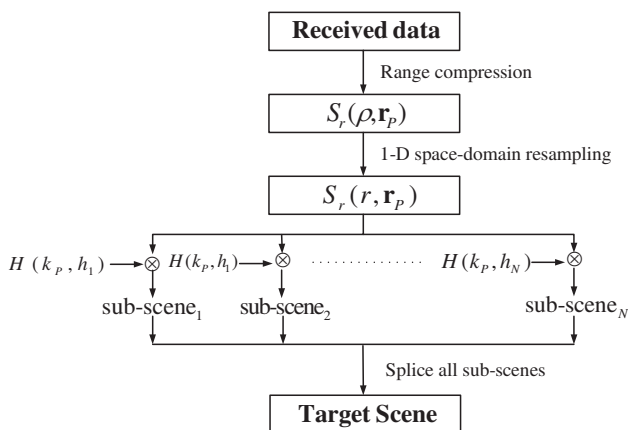 Received data
Range compression
S_r(ρ,r_P)
1-D space-domain resampling
S_r(r,r_P)
H(k_P,h_1) ⊗ H(k_P,h_1) ⊗ ............... H(k_P,h_N) ⊗
sub-scene_1 sub-scene_2 sub-scene_N
Splice all sub-scenes
Target Scene